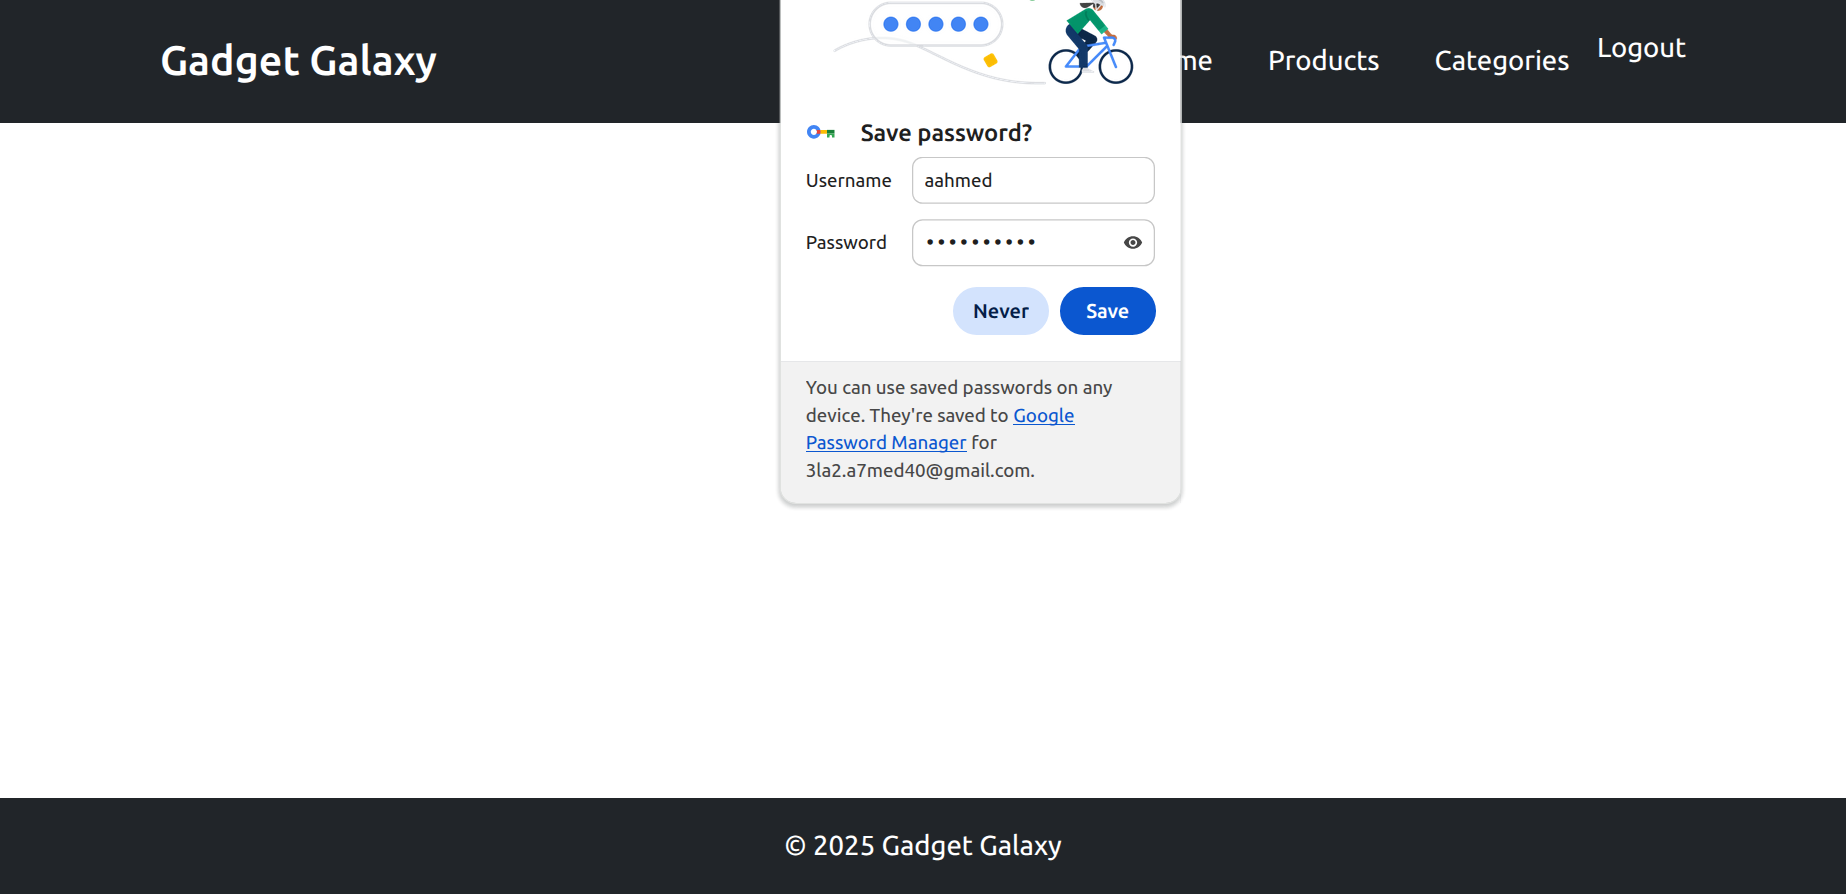 Gadget Galaxy
me
Products
Categories
Logout
Save password?
Username
aahmed
Password
••••••••••
Never
Save
You can use saved passwords on any
device. They're saved to Google
Password Manager for
3la2.a7med40@gmail.com.
© 2025 Gadget Galaxy